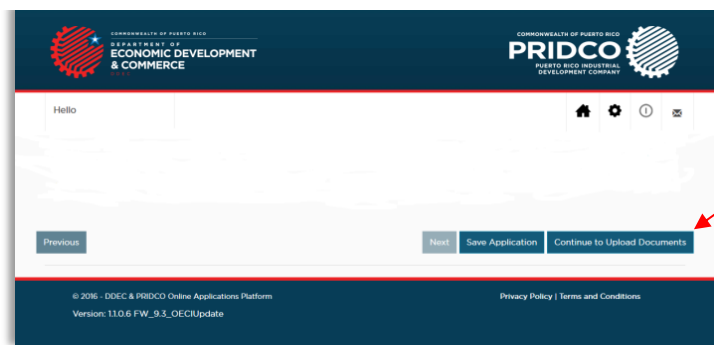 COMMONWEALTH OF PUERTO RICO
DEPARTMENT OF
ECONOMIC DEVELOPMENT
& COMMERCE
COMMONWEALTH OF PUERTO RICO
PRIDCO
PUERTO RICO INDUSTRIAL
DEVELOPMENT COMPANY
Hello
Previous
Next
Save Application
Continue to Upload Documents
© 2016 - DDEC & PRIDCO Online Applications Platform
Privacy Policy | Terms and Conditions
Version: 1.1.0.6 FW_9.3_OECIUpdate